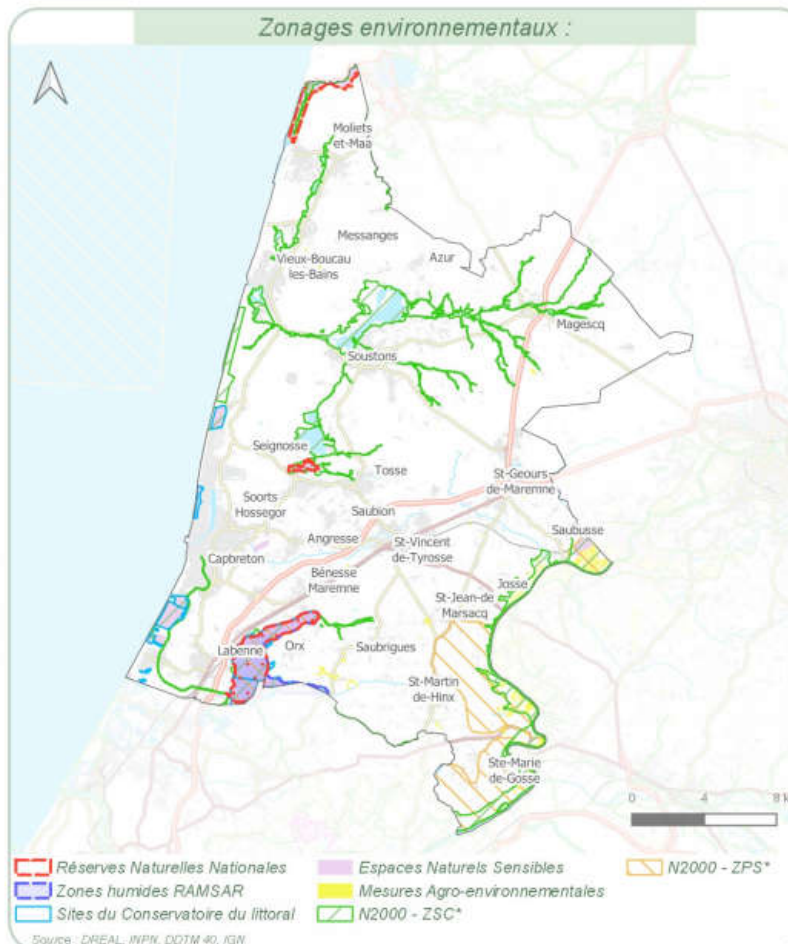 Zonages environnementaux :
Moliets
et-Maa
Messanges
Azur
Vieux-Boucau
les-Bains
Magescq
Soustons
Seignosse
Tosse
St-Geours
de-Maremne
Soorts
Hossegor
Saubion
Saubusse
Angresse
St-Vincent
de-Tyrosse
Capbreton
Bénesse
Maremne
Josse
St-Jean-de
Marsacq
Labenne
Orx
Saubrigues
St-Martin
de-Hinx
Ste-Marie
de-Gosse
0 4 8 k
Réserves Naturelles Nationales
Espaces Naturels Sensibles
N2000 - ZPS*
Zones humides RAMSAR
Mesures Agro-environnementales
Sites du Conservatoire du littoral
N2000 - ZSC*
Source : DREAL, INPN, DDTM 40, IGN